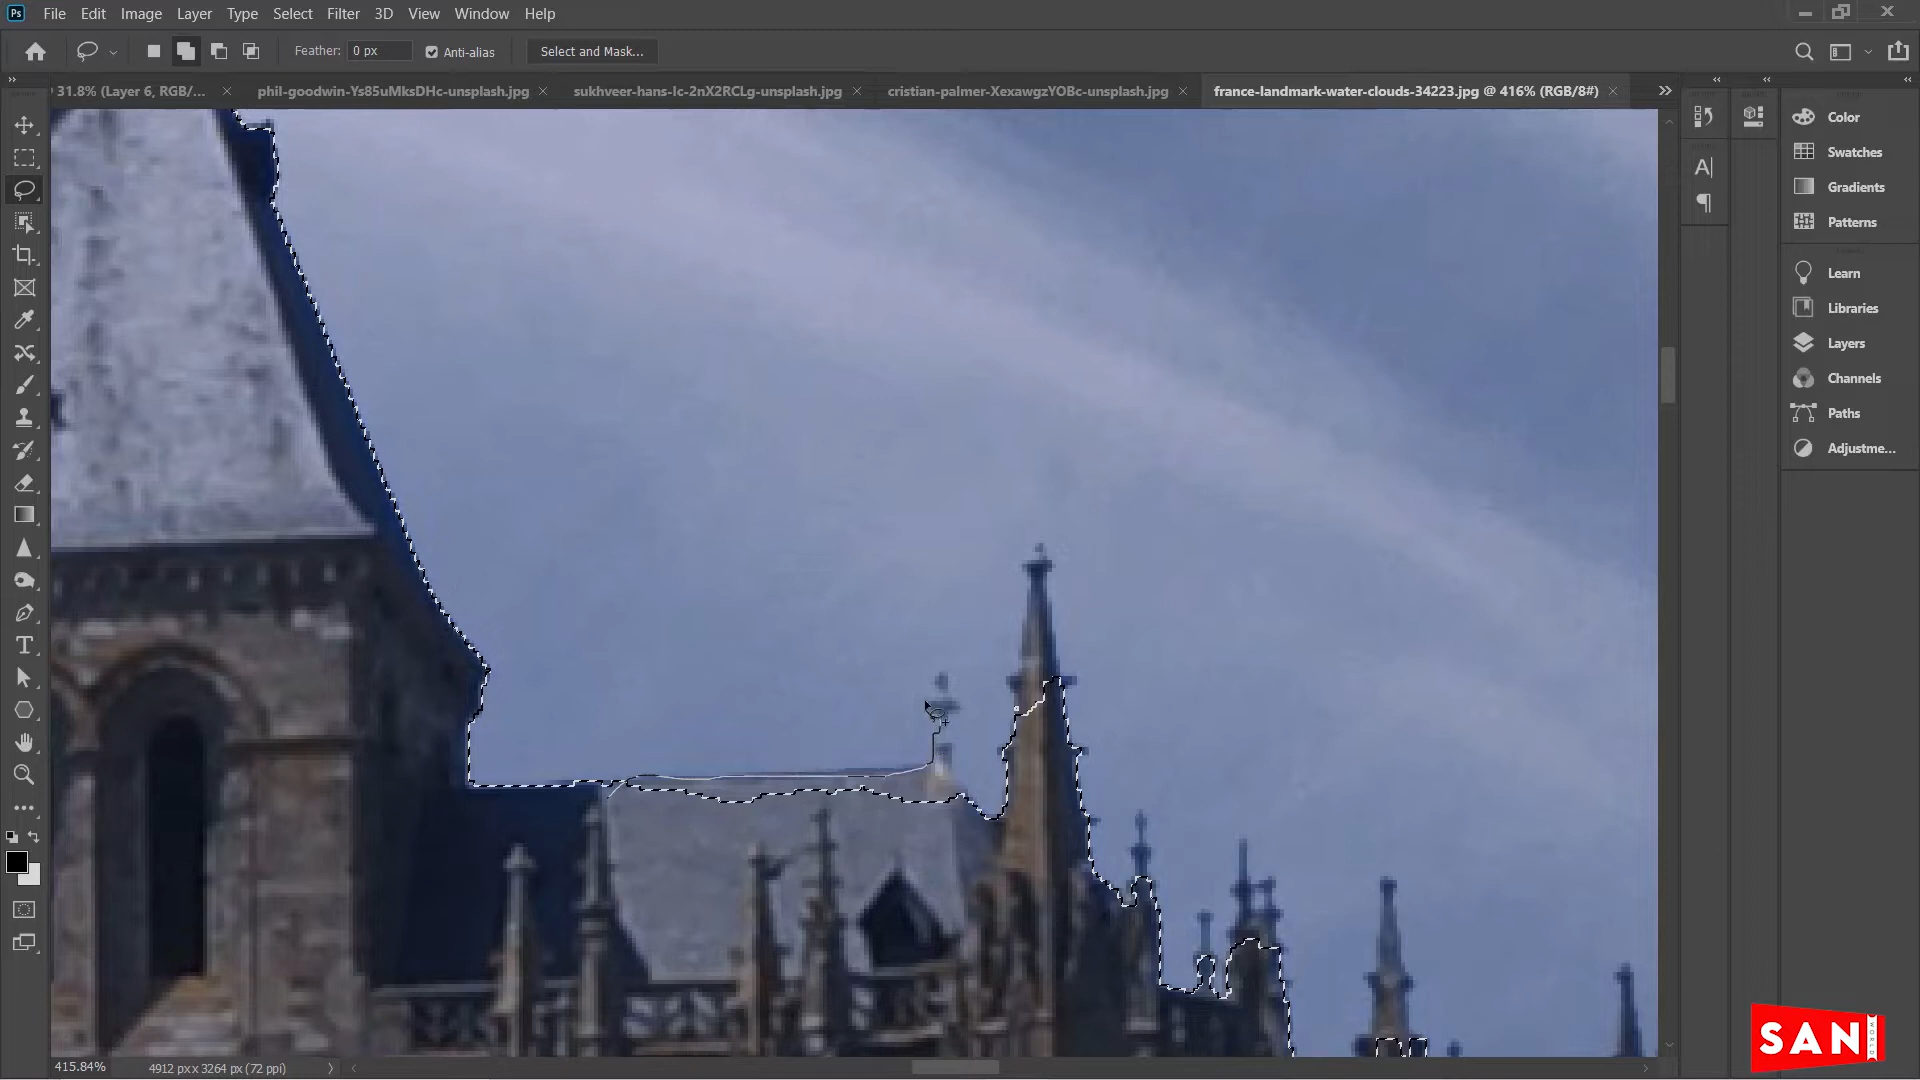 Ps File Edit Image Layer Type Select Filter 3D View Window Help
Feather: 0 px Anti-alias Select and Mask...
31.8% (Layer 6, RGB/... phil-goodwin-Ys85uMksDHc-unsplash.jpg sukhveer-hans-Ic-2nX2RCLg-unsplash.jpg cristian-palmer-XexawgzYOBc-unsplash.jpg france-landmark-water-clouds-34223.jpg @ 416% (RGB/8#)
Color
Swatches
Gradients
Patterns
Learn
Libraries
Layers
Channels
Paths
Adjustme...
415.84% 4912 px x 3264 px (72 ppi)
SANI
WORLD